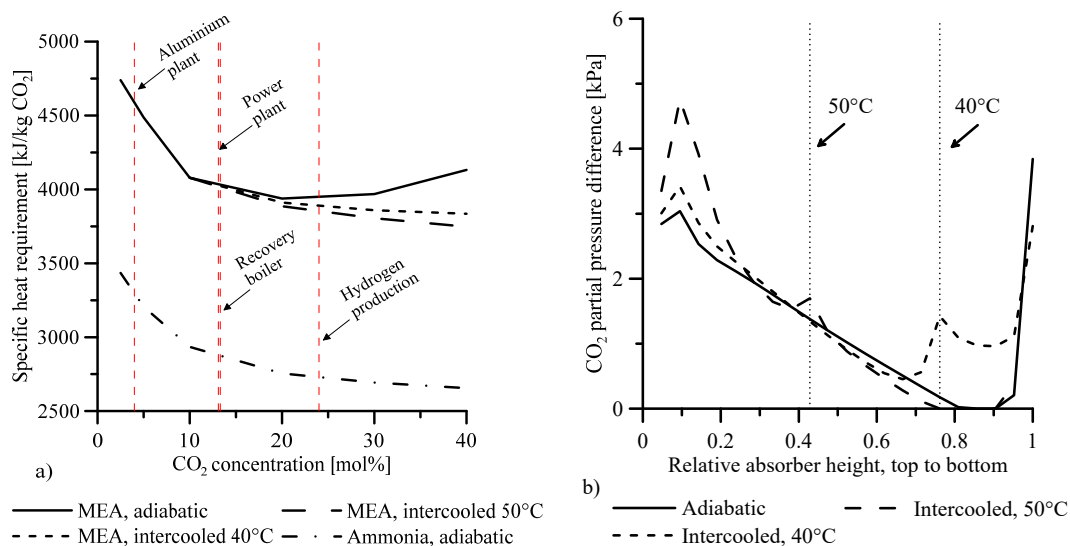 5000
4500
4000
3500
3000
2500
0
10
20
30
40
Specific heat requirement [kJ/kg CO₂]
CO₂ concentration [mol%]
Aluminium
plant
Power
plant
Recovery
boiler
Hydrogen
production
a)
MEA, adiabatic
MEA, intercooled 50°C
MEA, intercooled 40°C
Ammonia, adiabatic
6
4
2
0
0
0.2
0.4
0.6
0.8
1
CO₂ partial pressure difference [kPa]
Relative absorber height, top to bottom
50°C
40°C
b)
Adiabatic
Intercooled, 50°C
Intercooled, 40°C